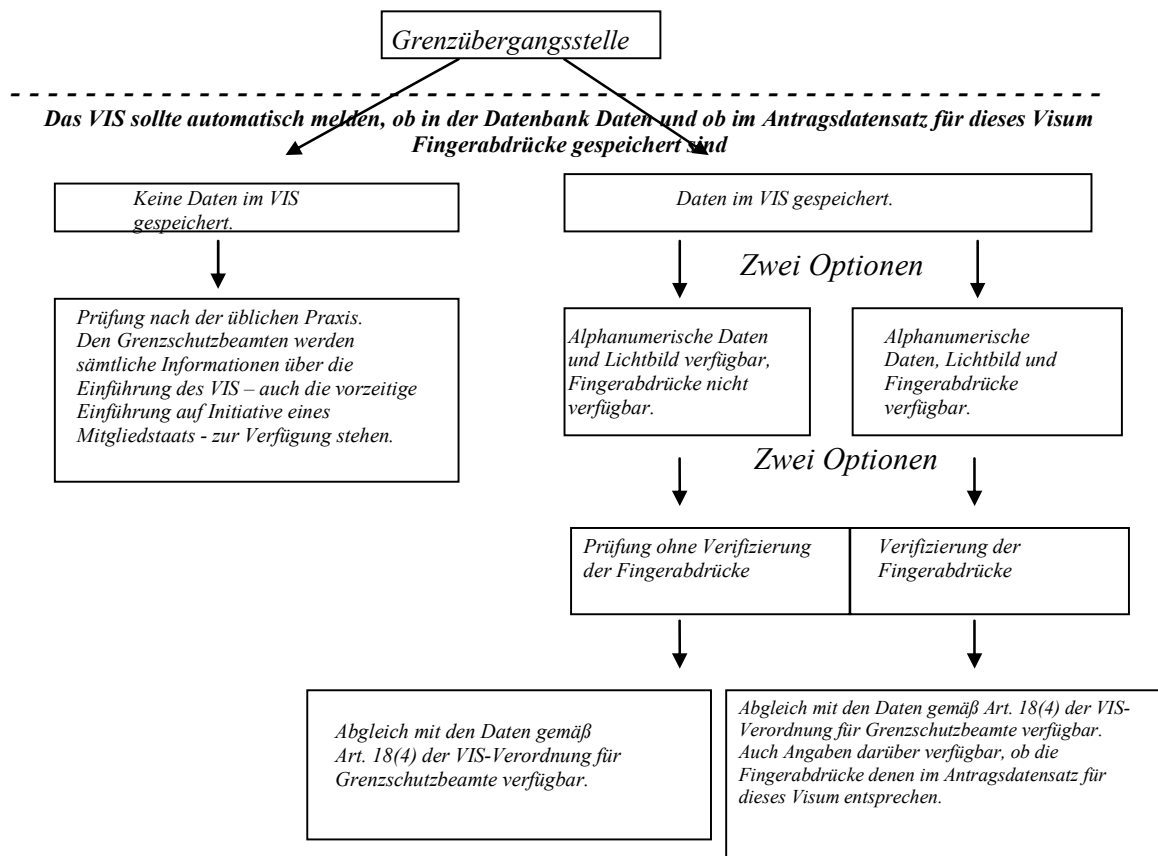 Grenzübergangsstelle
Das VIS sollte automatisch melden, ob in der Datenbank Daten und ob im Antragsdatensatz für dieses Visum
Fingerabdrücke gespeichert sind
Keine Daten im VIS
gespeichert.
Daten im VIS gespeichert.
Zwei Optionen
Prüfung nach der üblichen Praxis.
Den Grenzschutzbeamten werden
sämtliche Informationen über die
Einführung des VIS – auch die vorzeitige
Einführung auf Initiative eines
Mitgliedstaats - zur Verfügung stehen.
Alphanumerische Daten
und Lichtbild verfügbar,
Fingerabdrücke nicht
verfügbar.
Alphanumerische
Daten, Lichtbild und
Fingerabdrücke
verfügbar.
Zwei Optionen
Prüfung ohne Verifizierung
der Fingerabdrücke
Verifizierung der
Fingerabdrücke
Abgleich mit den Daten gemäß
Art. 18(4) der VIS-Verordnung für
Grenzschutzbeamte verfügbar.
Abgleich mit den Daten gemäß Art. 18(4) der VIS-
Verordnung für Grenzschutzbeamte verfügbar.
Auch Angaben darüber verfügbar, ob die
Fingerabdrücke denen im Antragsdatensatz für
dieses Visum entsprechen.